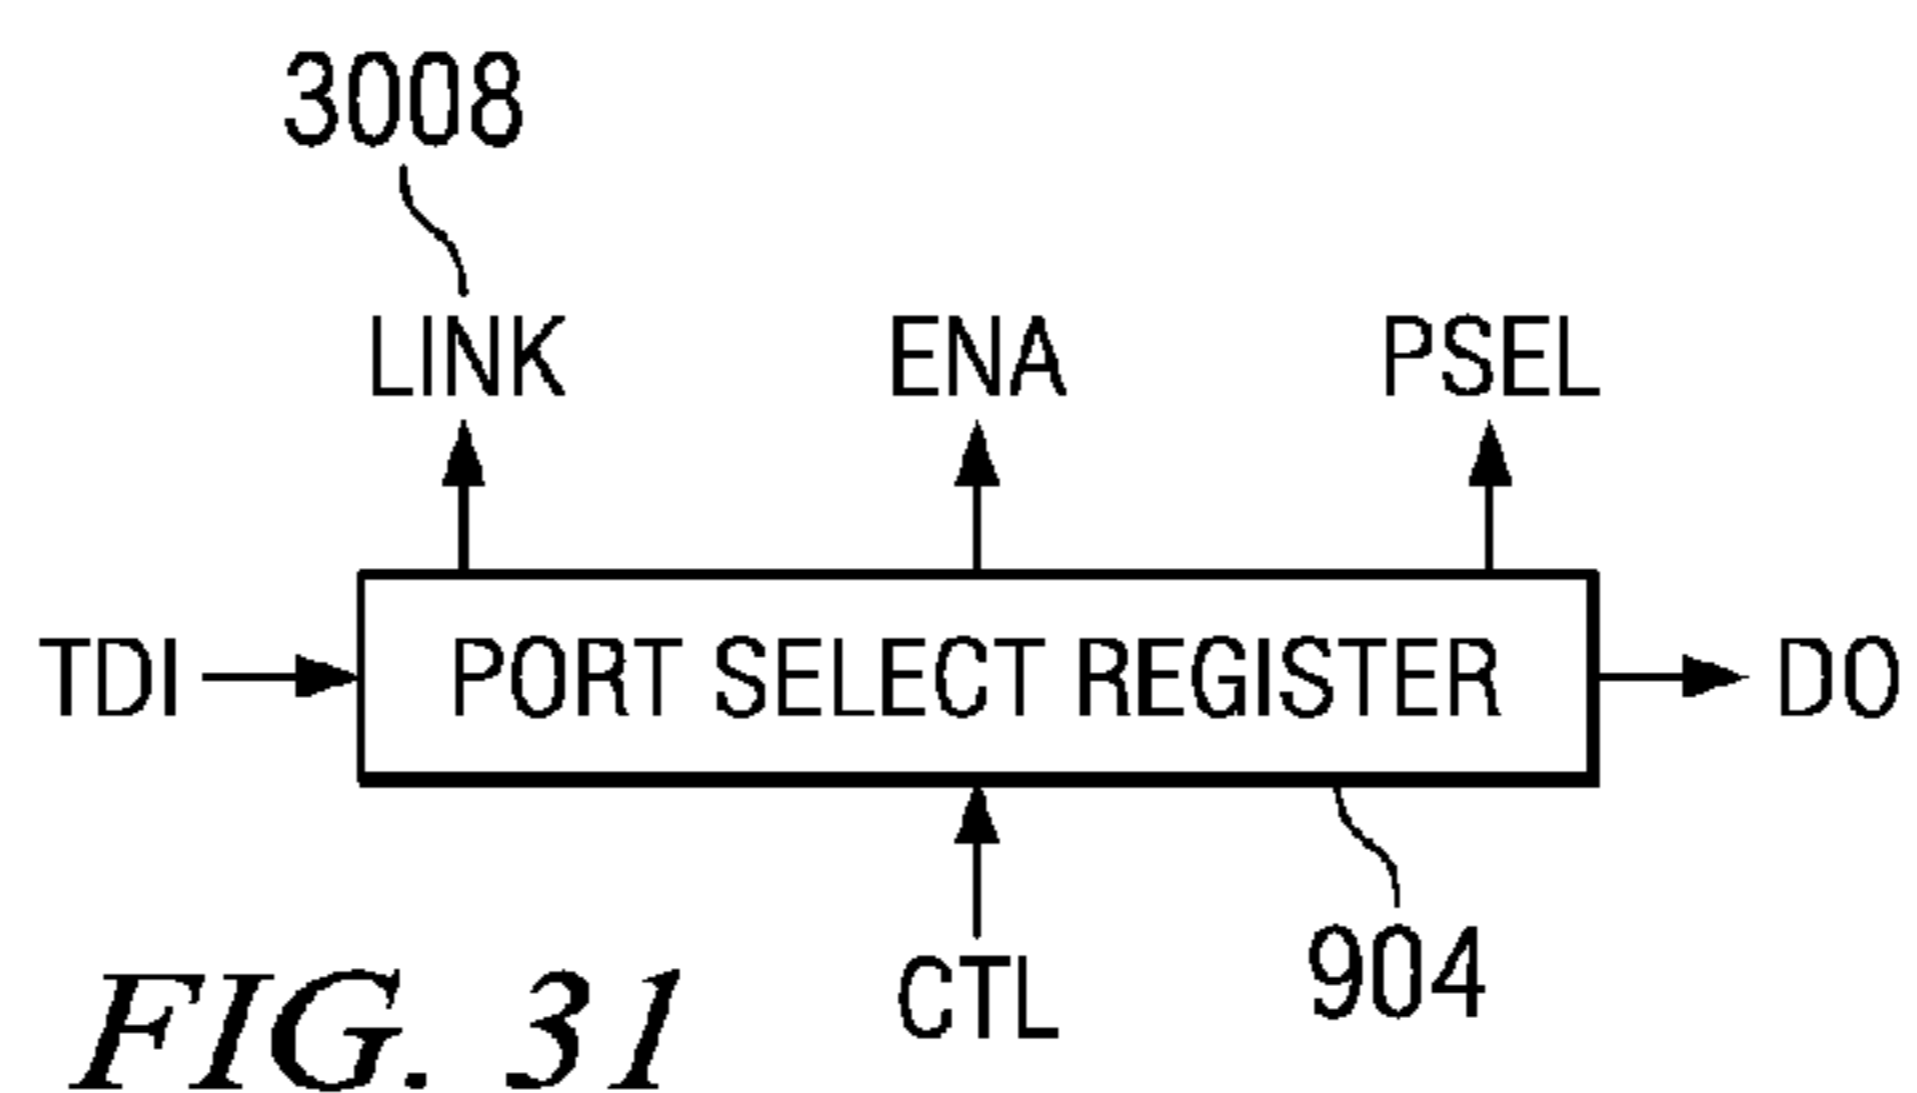 3008
LINK ENA PSEL
TDI PORT SELECT REGISTER DO
CTL 904
FIG. 31